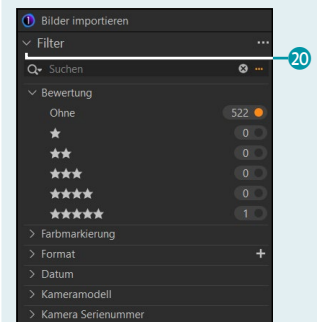 1 Bilder importieren
Filter ...
20
Suchen ...
Bewertung
Ohne 522
★ 0
★★ 0
★★★ 0
★★★★ 0
★★★★★ 1
Farbmarkierung
Format +
Datum
Kameramodell
Kamera Seriennummer